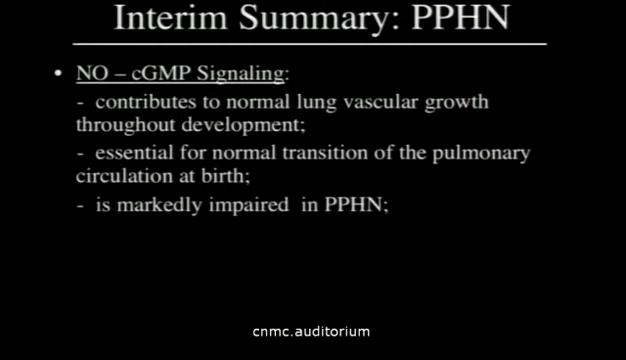 Interim Summary: PPHN
• NO – cGMP Signaling:
- contributes to normal lung vascular growth
throughout development;
- essential for normal transition of the pulmonary
circulation at birth;
- is markedly impaired in PPHN;
cnmc.auditorium